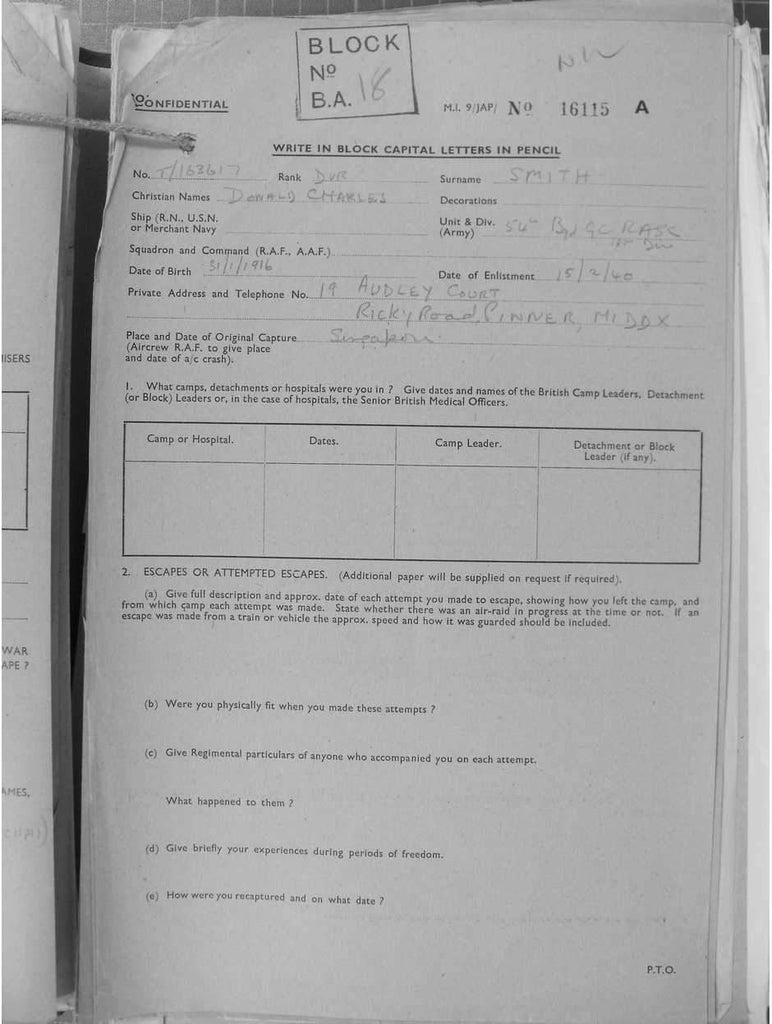 BLOCK
Nº
B.A. 18
CONFIDENTIAL
M.I. 9/JAP/ Nº 16115 A
WRITE IN BLOCK CAPITAL LETTERS IN PENCIL
No. T/163617 Rank DVR Surname SMITH
Christian Names DONALD CHARLES Decorations
Ship (R.N., U.S.N.
or Merchant Navy
Unit & Div. 54th GC RASC
(Army) 18th Div
Squadron and Command (R.A.F., A.A.F.)
Date of Birth 31/1/1916 Date of Enlistment 15/2/40
Private Address and Telephone No. 19 AUDLEY COURT
Ricky Road, PINNER, MIDDX
Place and Date of Original Capture Singapore.
(Aircrew R.A.F. to give place
and date of a/c crash).
1. What camps, detachments or hospitals were you in ? Give dates and names of the British Camp Leaders, Detachment
(or Block) Leaders or, in the case of hospitals, the Senior British Medical Officers.
Camp or Hospital. Dates. Camp Leader. Detachment or Block
Leader (if any).
2. ESCAPES OR ATTEMPTED ESCAPES. (Additional paper will be supplied on request if required).
(a) Give full description and approx. date of each attempt you made to escape, showing how you left the camp, and
from which camp each attempt was made. State whether there was an air-raid in progress at the time or not. If an
escape was made from a train or vehicle the approx. speed and how it was guarded should be included.
(b) Were you physically fit when you made these attempts ?
(c) Give Regimental particulars of anyone who accompanied you on each attempt.
What happened to them ?
(d) Give briefly your experiences during periods of freedom.
(e) How were you recaptured and on what date ?
P.T.O.
ISERS
WAR
APE ?
AMES,